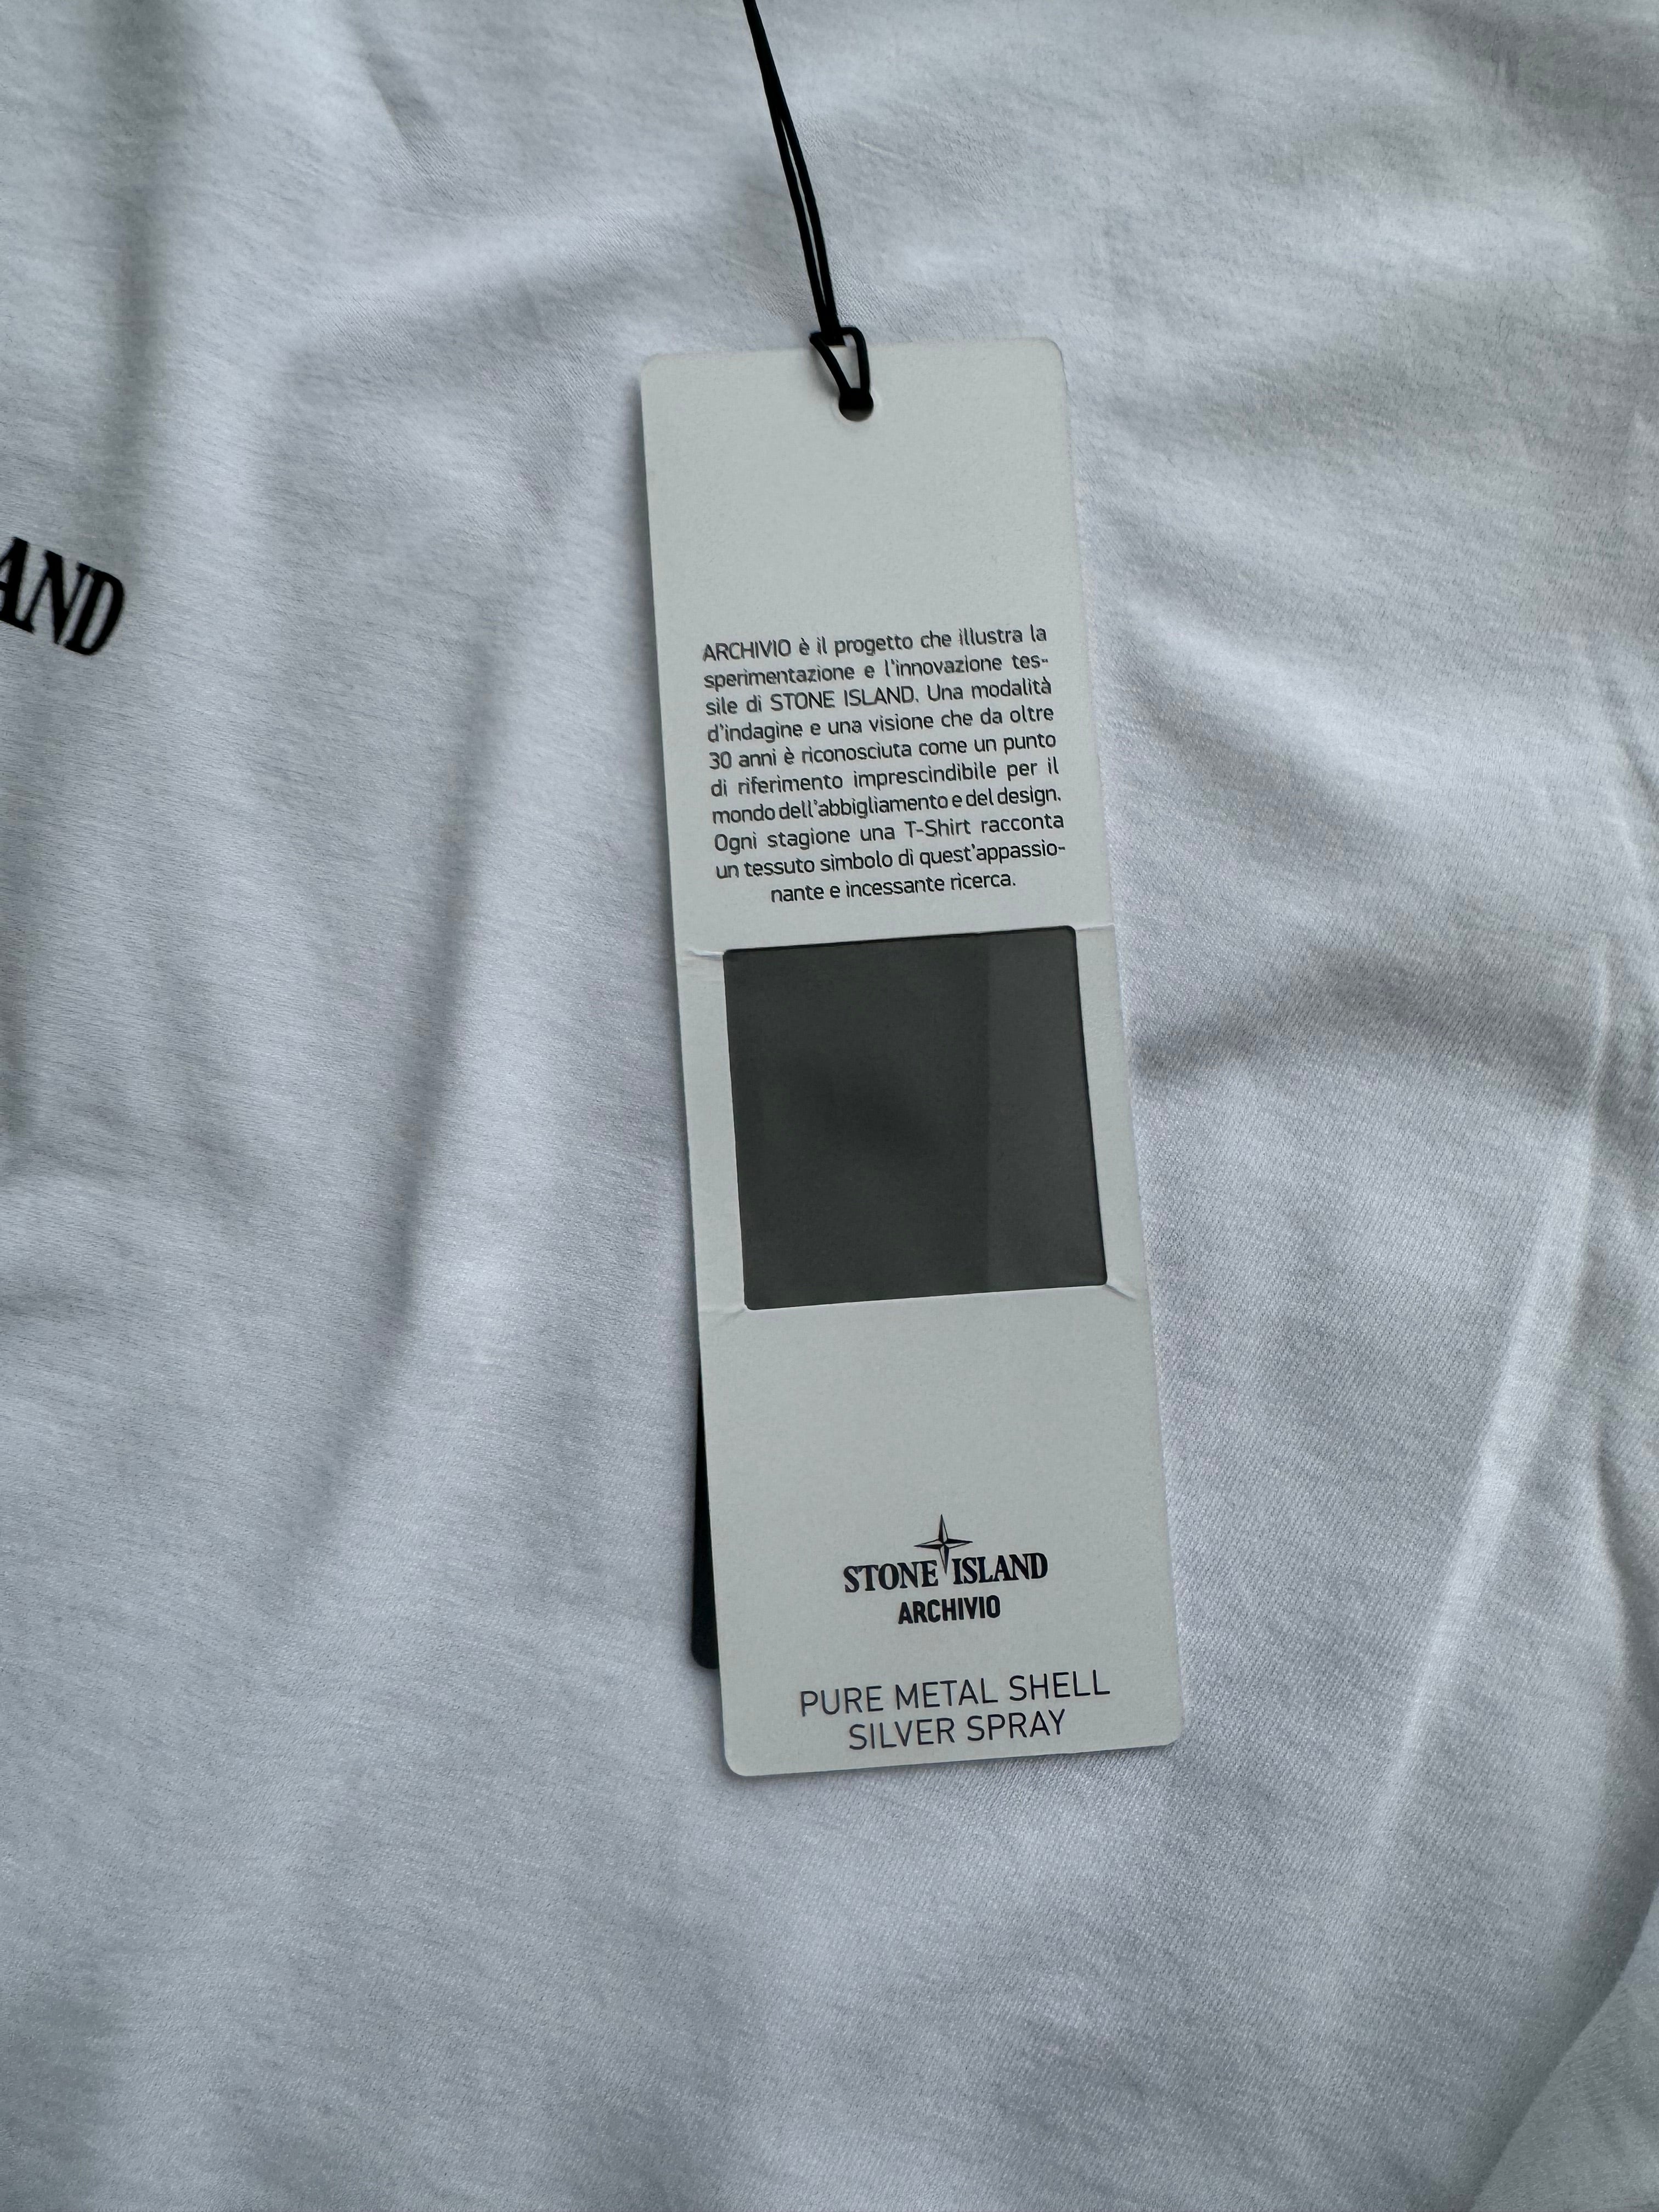 AND
ARCHIVIO è il progetto che illustra la
sperimentazione e l'innovazione tes-
sile di STONE ISLAND. Una modalità
d'indagine e una visione che da oltre
30 anni è riconosciuta come un punto
di riferimento imprescindibile per il
mondo dell'abbigliamento e del design.
Ogni stagione una T-Shirt racconta
un tessuto simbolo di quest'appassio-
nante e incessante ricerca.
STONE ISLAND
ARCHIVIO
PURE METAL SHELL
SILVER SPRAY